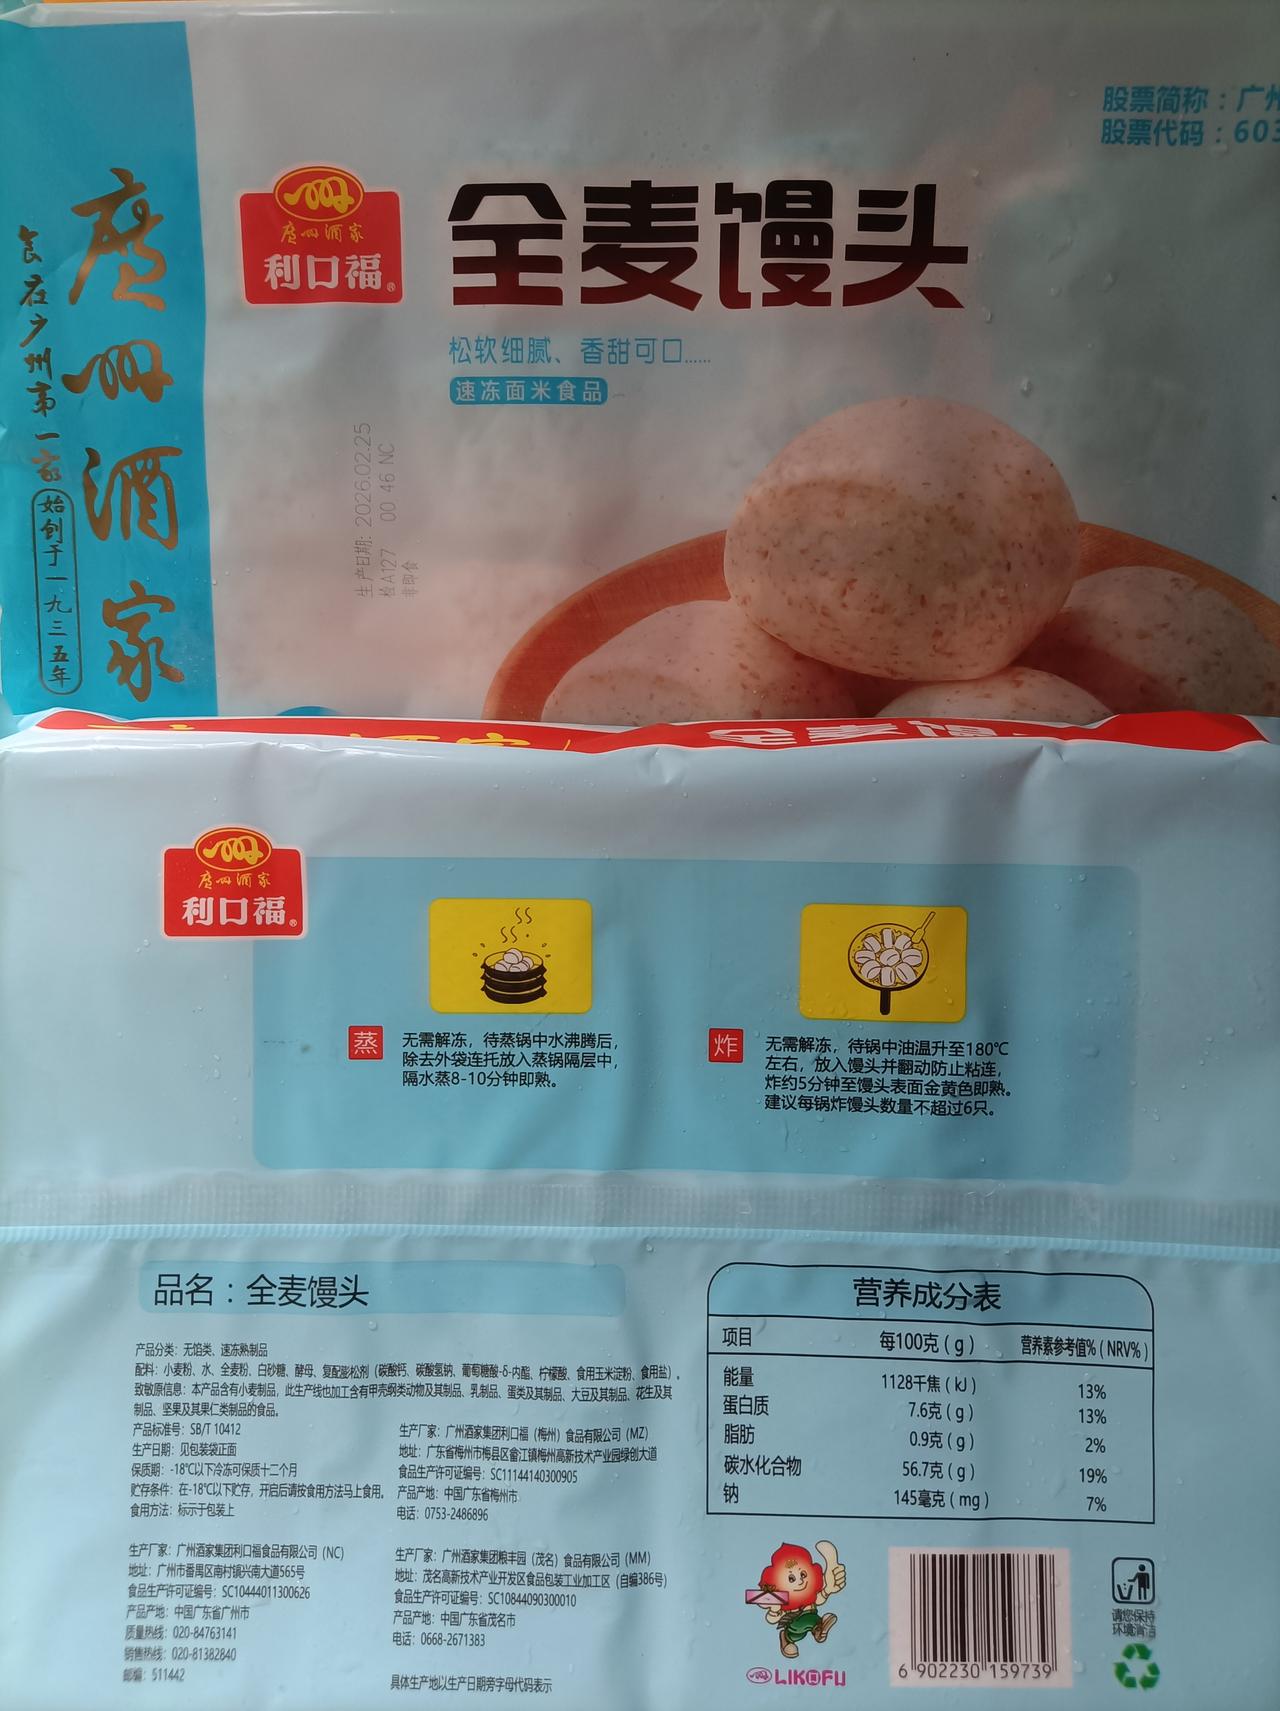 股票简称：广州
股票代码：603
广州酒家
食在广州第一家
始创于一九三五年
广州酒家
利口福®
全麦馒头
松软细腻、香甜可口......
速冻面米食品
生产日期: 2026.02.25
检A127 00 46 NC
非即食
广州酒家
利口福®
蒸
无需解冻，待蒸锅中水沸腾后，
除去外袋连托放入蒸锅隔层中，
隔水蒸8-10分钟即熟。
炸
无需解冻，待锅中油温升至180℃
左右，放入馒头并翻动防止粘连，
炸约5分钟至馒头表面金黄色即熟。
建议每锅炸馒头数量不超过6只。
品名：全麦馒头
产品分类：无馅类、速冻熟制品
配料：小麦粉、水、全麦粉、白砂糖、酵母、复配膨松剂（碳酸钙、碳酸氢钠、葡萄糖酸-δ-内酯、柠檬酸、食用玉米淀粉、食用盐）。
致敏原信息：本产品含有小麦制品，此生产线也加工含有甲壳纲类动物及其制品、乳制品、蛋类及其制品、大豆及其制品、花生及其
制品、坚果及其果仁类制品的食品。
产品标准号：SB/T 10412
生产日期：见包装袋正面
保质期：-18℃以下冷冻可保质十二个月
贮存条件：在-18℃以下贮存，开启后请按食用方法马上食用。
食用方法：标示于包装上
生产厂家：广州酒家集团利口福（梅州）食品有限公司（MZ）
地址：广东省梅州市梅县区畲江镇梅州高新技术产业园绿创大道
食品生产许可证编号：SC11144140300905
产品产地：中国广东省梅州市
电话：0753-2486896
生产厂家：广州酒家集团利口福食品有限公司（NC）
地址：广州市番禺区南村镇兴南大道565号
食品生产许可证编号：SC10444011300626
产品产地：中国广东省广州市
质量热线：020-84763141
销售热线：020-81382840
邮编：511442
生产厂家：广州酒家集团粮丰园（茂名）食品有限公司（MM）
地址：茂名高新技术产业开发区食品包装工业加工区（自编386号）
食品生产许可证编号：SC10844090300010
产品产地：中国广东省茂名市
电话：0668-2671383
具体生产地以生产日期旁字母代码表示
营养成分表
项目 每100克（g） 营养素参考值%（NRV%）
能量 1128千焦（kJ） 13%
蛋白质 7.6克（g） 13%
脂肪 0.9克（g） 2%
碳水化合物 56.7克（g） 19%
钠 145毫克（mg） 7%
LIKOFU
6 902230 159739
请您保持
环境清洁